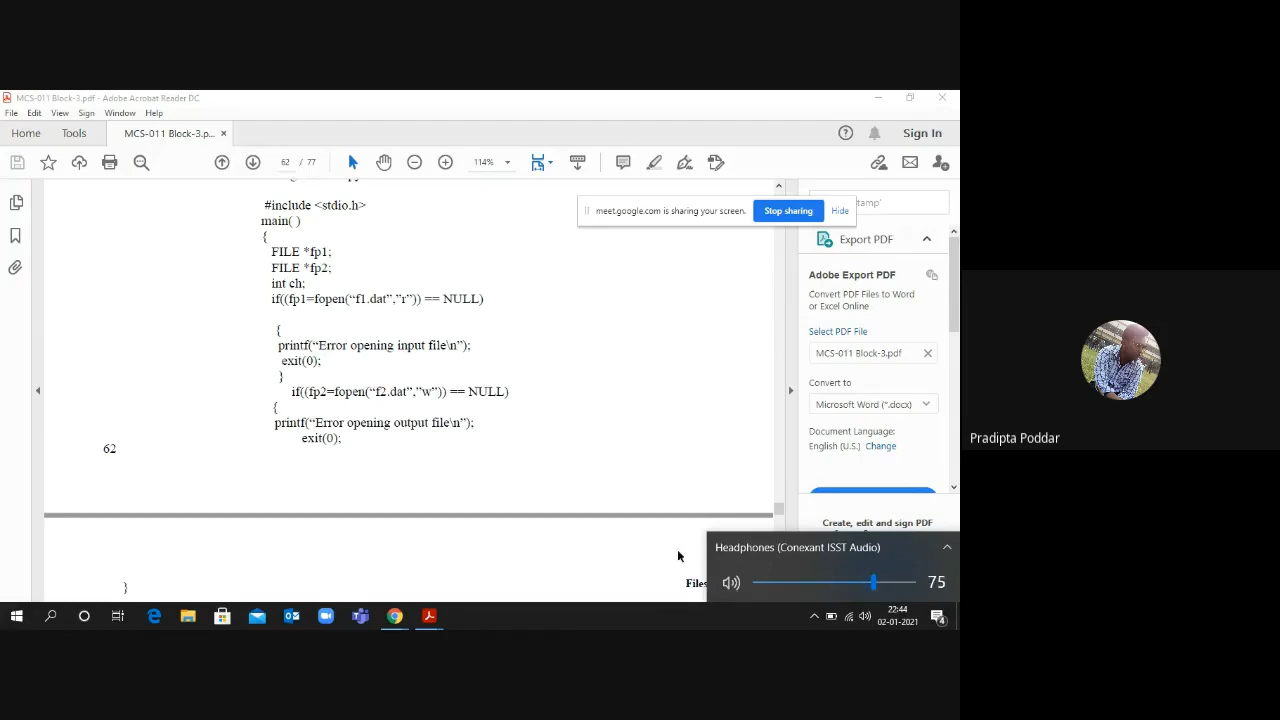 MCS-011 Block-3.pdf - Adobe Acrobat Reader DC
File Edit View Sign Window Help
Home Tools MCS-011 Block-3.p... × Sign In
62 / 77 114%
#include <stdio.h>
main( )
{
FILE *fp1;
FILE *fp2;
int ch;
if((fp1=fopen(“f1.dat”,”r”)) == NULL)
{
printf(“Error opening input file\n”);
exit(0);
}
if((fp2=fopen(“f2.dat”,”w”)) == NULL)
{
printf(“Error opening output file\n”);
exit(0);
62
}
Files
meet.google.com is sharing your screen. Stop sharing Hide
Export PDF
Adobe Export PDF
Convert PDF Files to Word
or Excel Online
Select PDF File
MCS-011 Block-3.pdf
Convert to
Microsoft Word (*.docx)
Document Language:
English (U.S.) Change
Create, edit and sign PDF
Headphones (Conexant ISST Audio)
75
22:44
02-01-2021
4
Pradipta Poddar